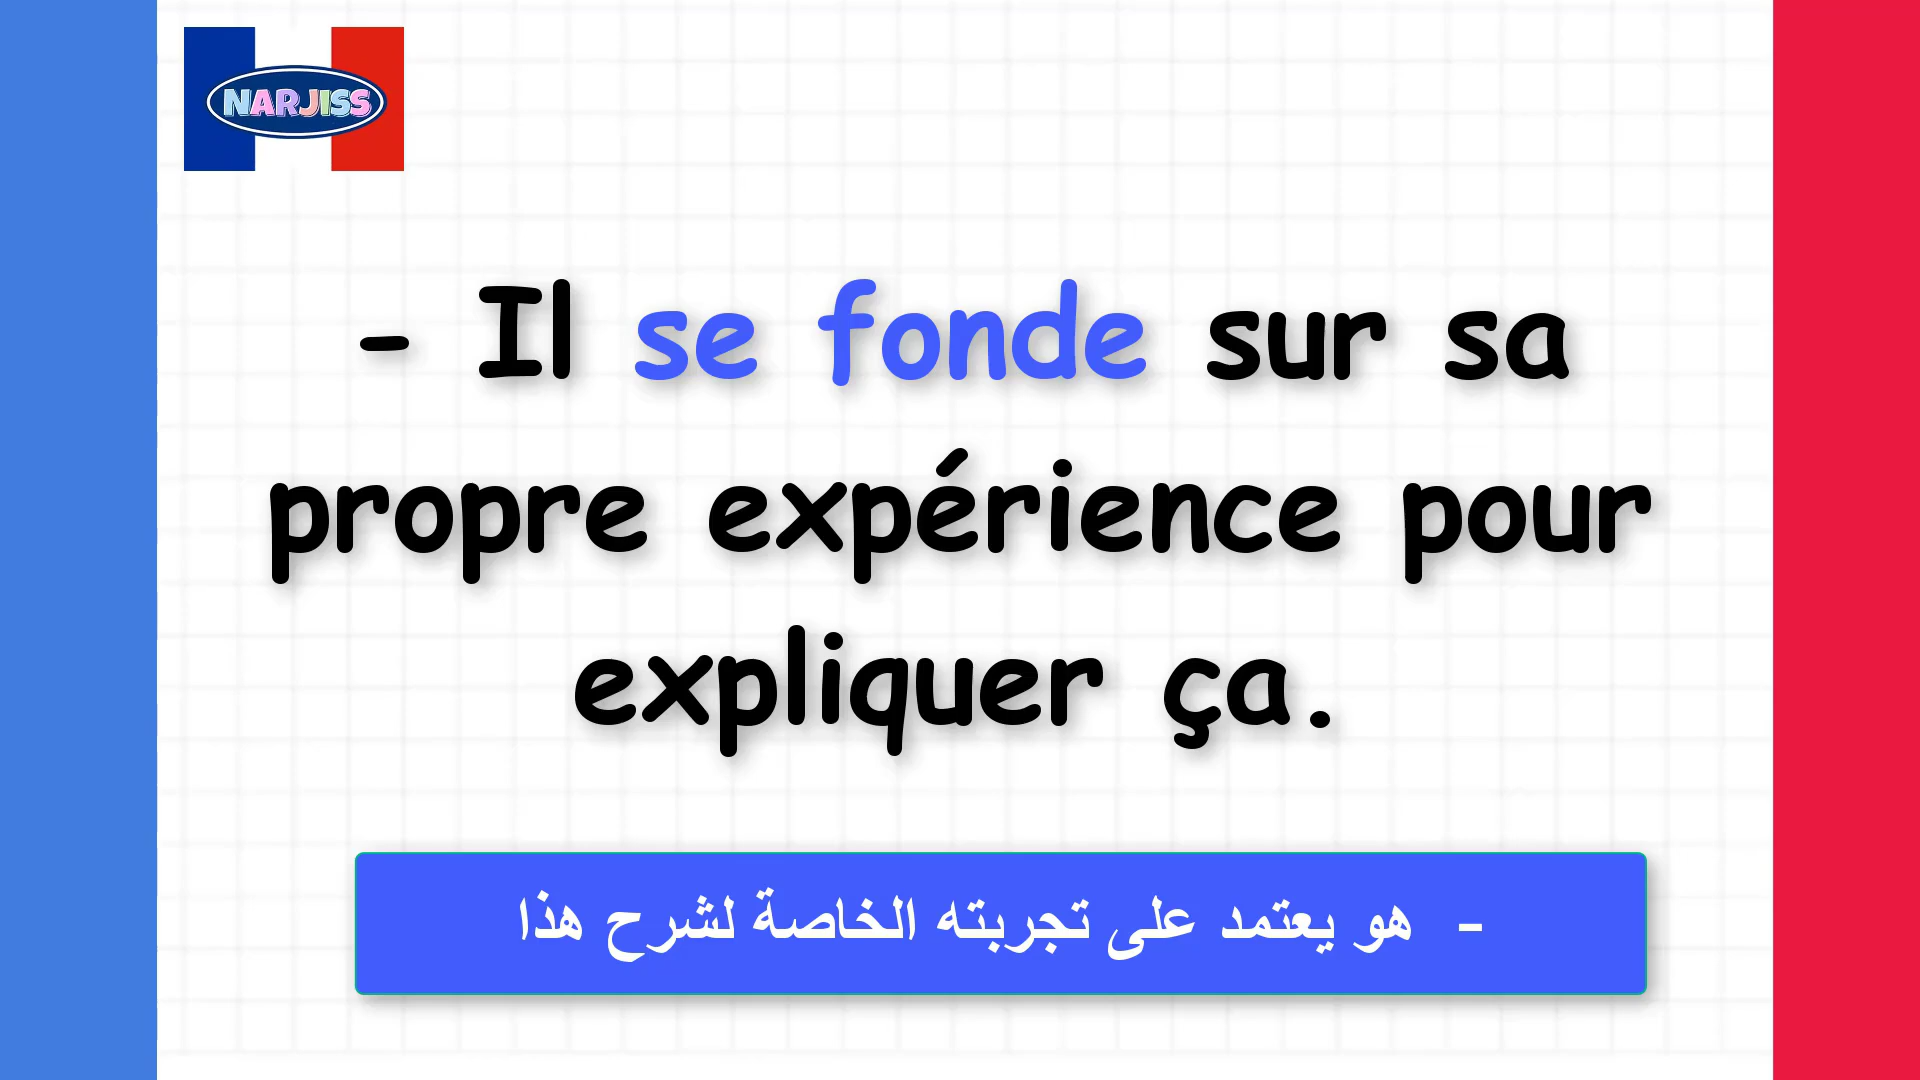 NARJISS
- Il se fonde sur sa
propre expérience pour
expliquer ça.
- هو يعتمد على تجربته الخاصة لشرح هذا